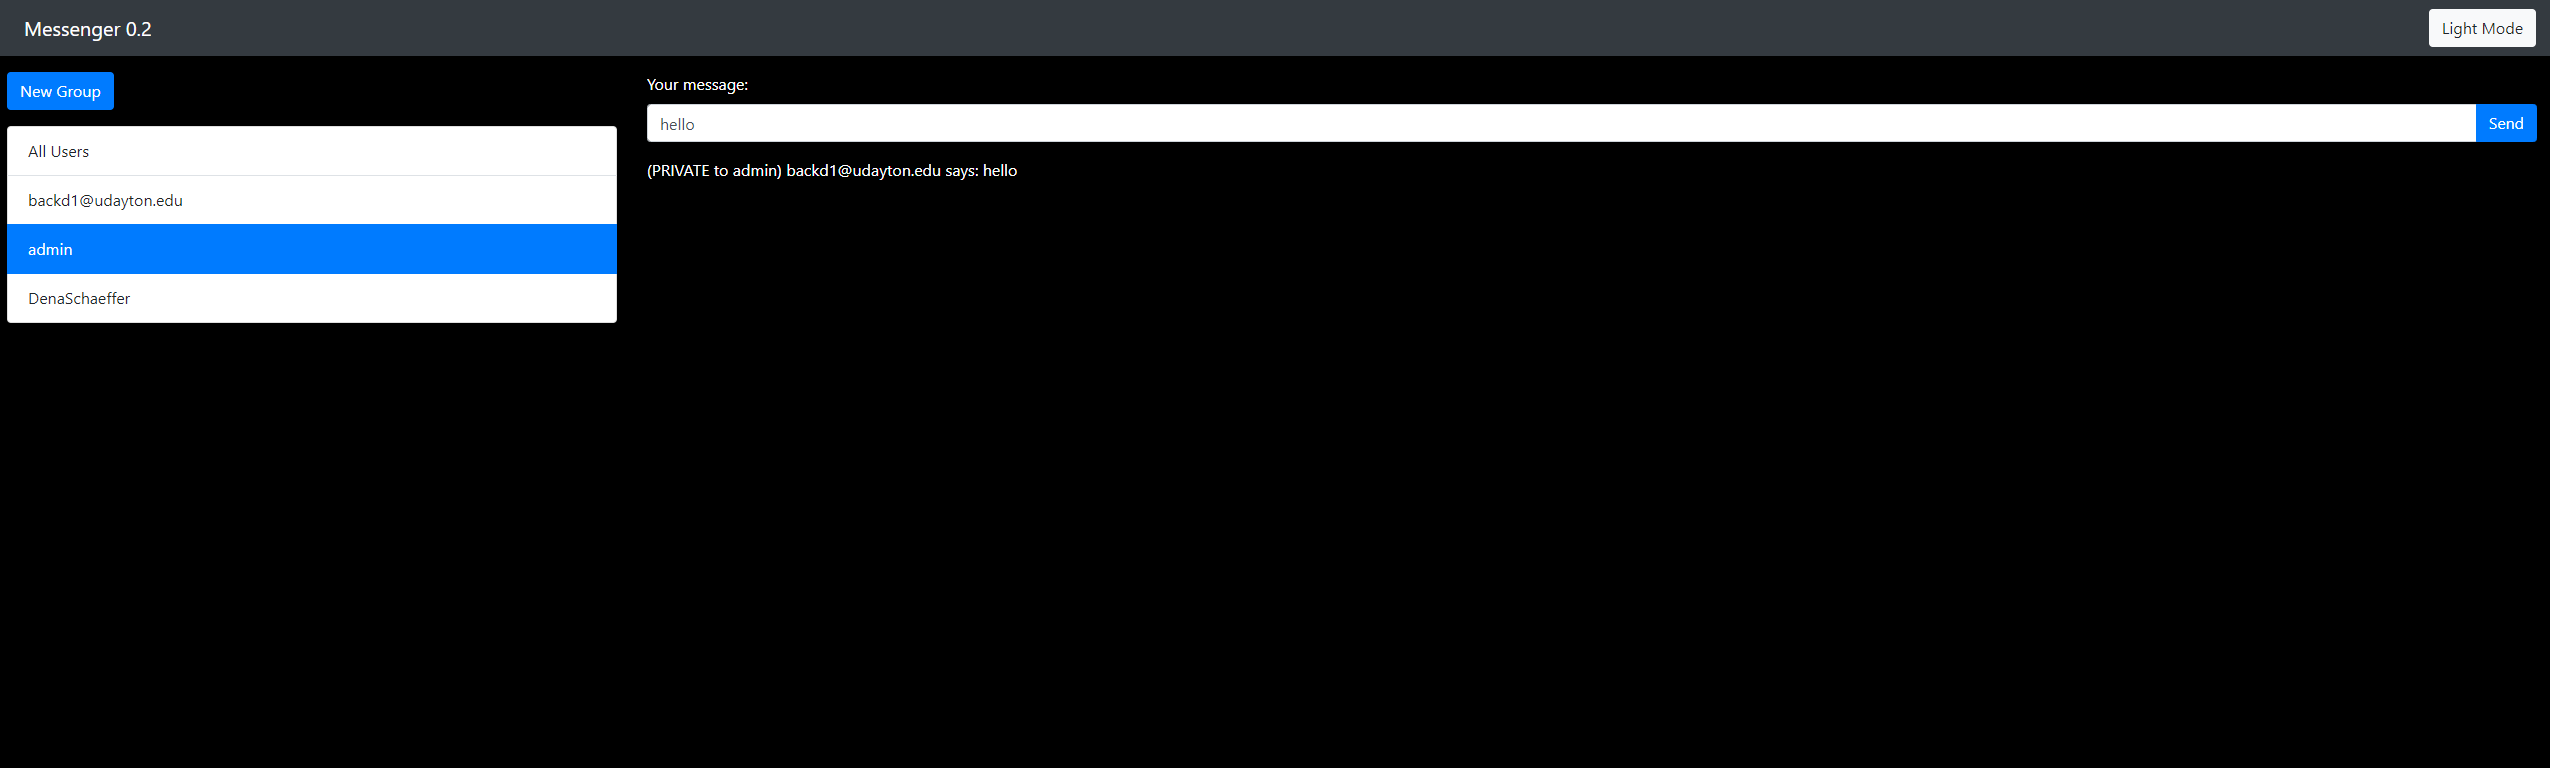 Messenger 0.2
Light Mode
New Group
All Users
backd1@udayton.edu
admin
DenaSchaeffer
Your message:
hello
Send
(PRIVATE to admin) backd1@udayton.edu says: hello